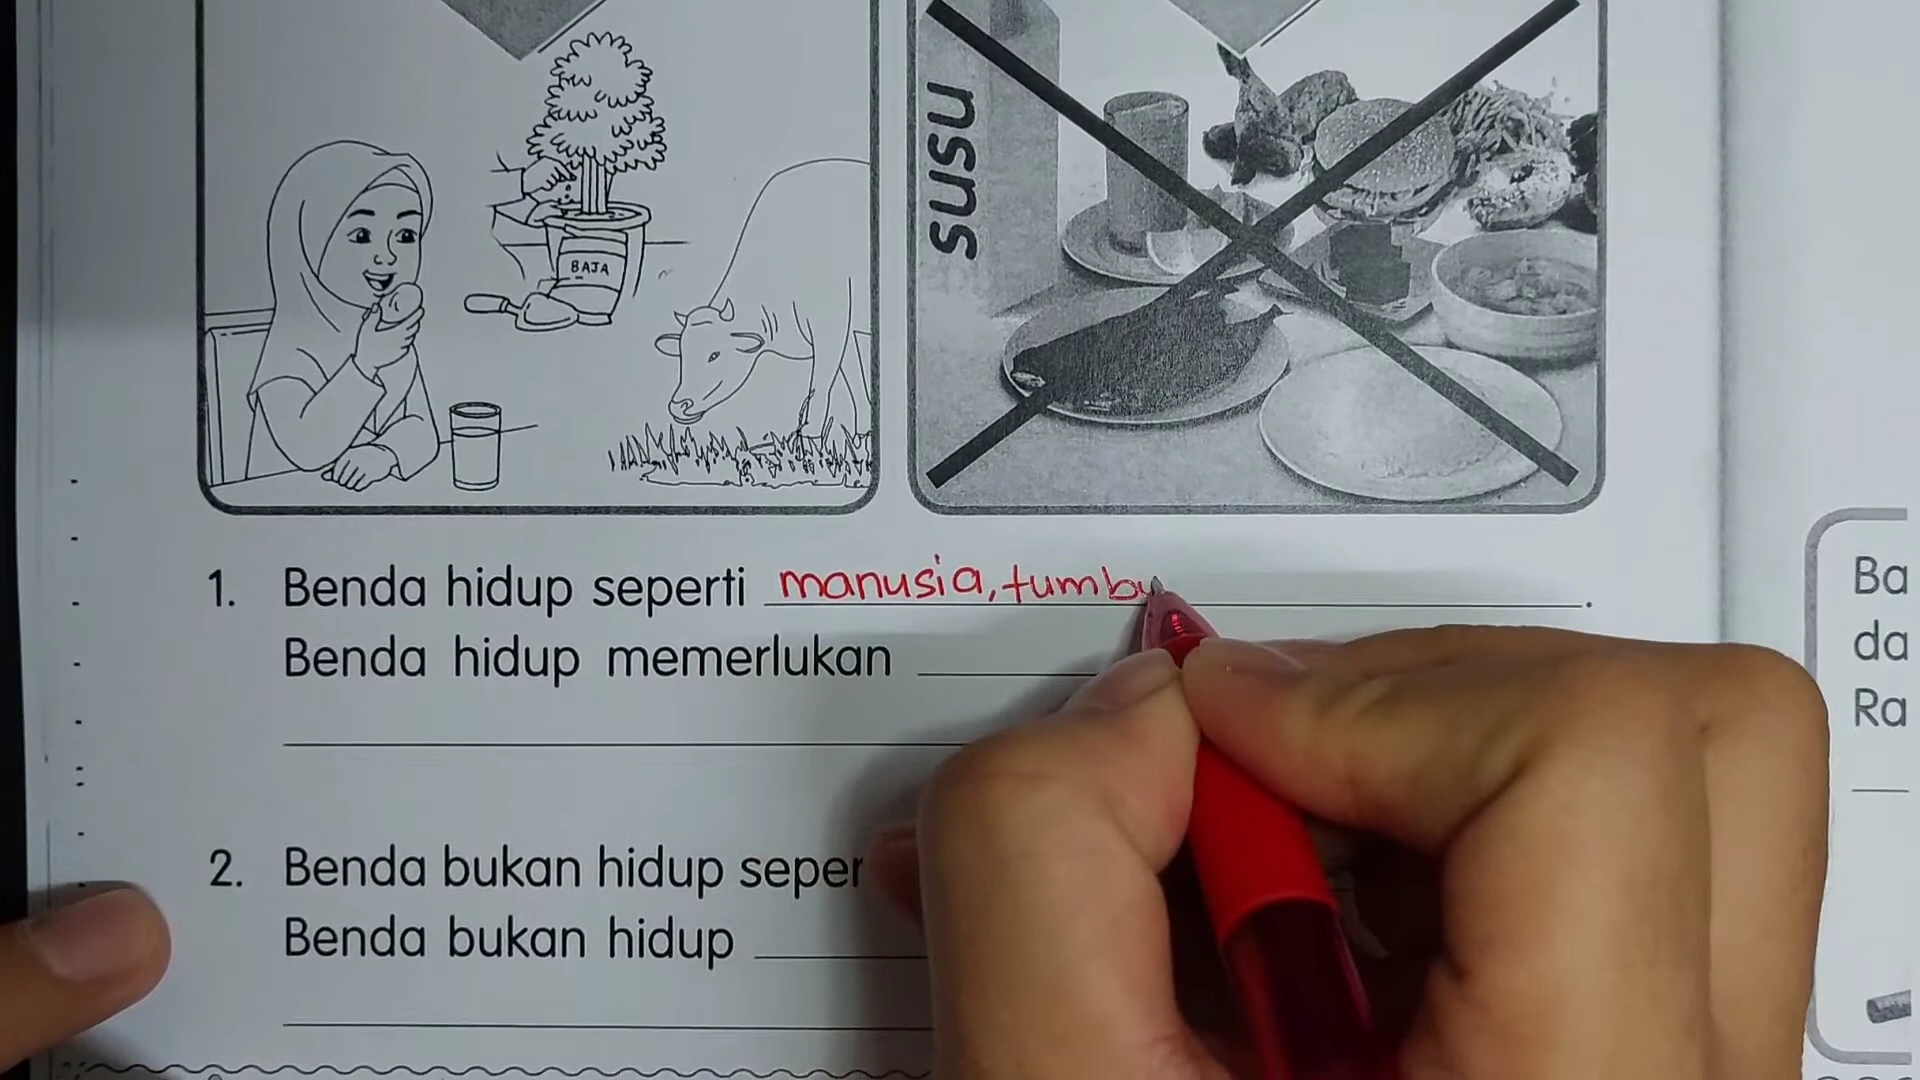 BAJA
susu
1. Benda hidup seperti manusia, tumbu
Benda hidup memerlukan
2. Benda bukan hidup seper
Benda bukan hidup
Ba
da
Ra